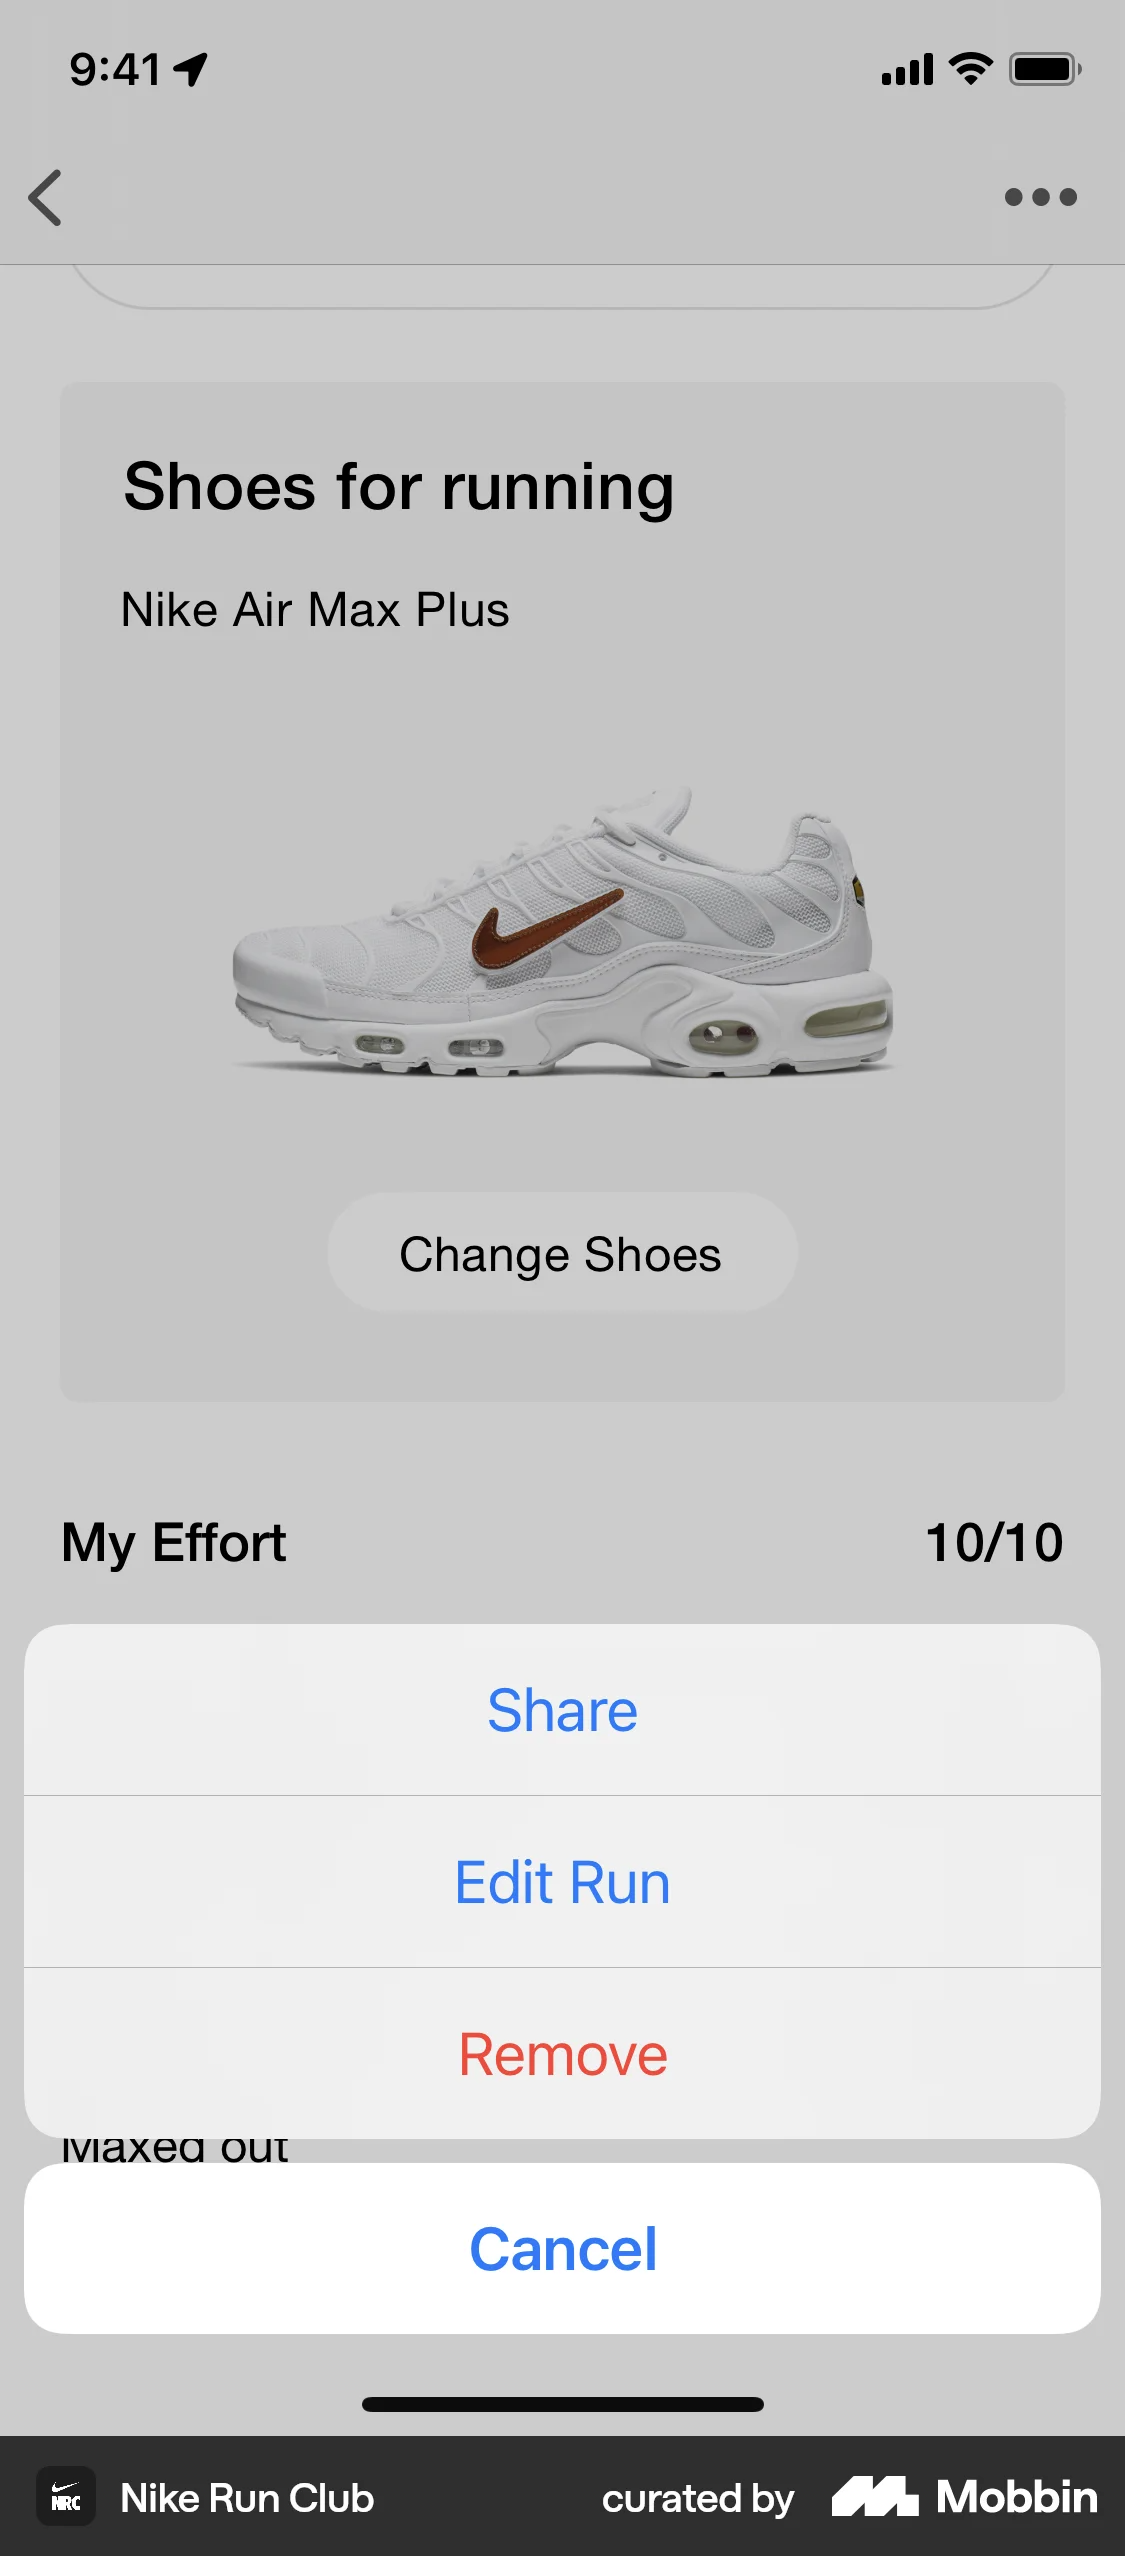 9:41
Shoes for running
Nike Air Max Plus
Change Shoes
My Effort 10/10
Share
Edit Run
Remove
Maxed out
Cancel
NRC Nike Run Club curated by Mobbin